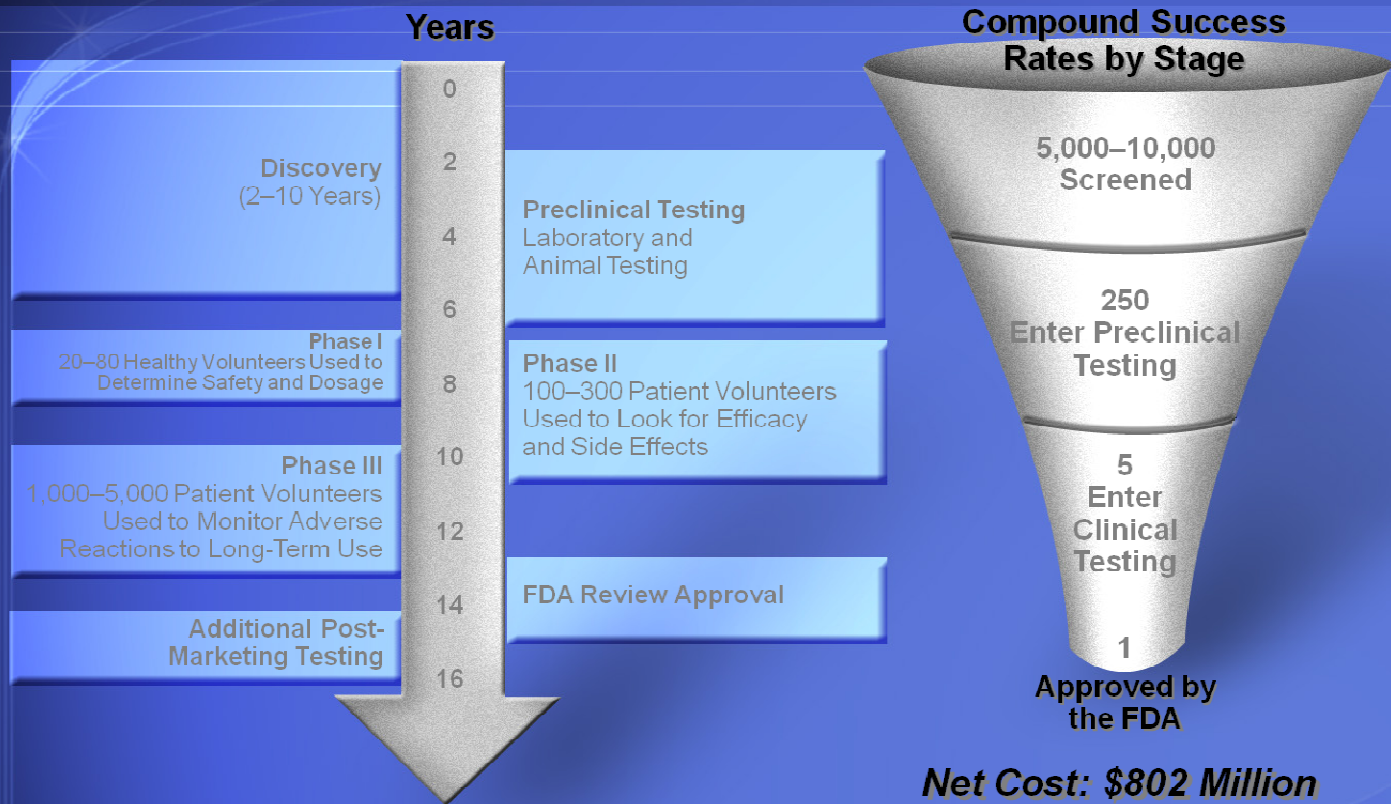 Years
0
2
4
6
8
10
12
14
16
Discovery
(2–10 Years)
Preclinical Testing
Laboratory and
Animal Testing
Phase I
20–80 Healthy Volunteers Used to
Determine Safety and Dosage
Phase II
100–300 Patient Volunteers
Used to Look for Efficacy
and Side Effects
Phase III
1,000–5,000 Patient Volunteers
Used to Monitor Adverse
Reactions to Long-Term Use
FDA Review Approval
Additional Post-
Marketing Testing
Compound Success
Rates by Stage
5,000–10,000
Screened
250
Enter Preclinical
Testing
5
Enter
Clinical
Testing
1
Approved by
the FDA
Net Cost: $802 Million